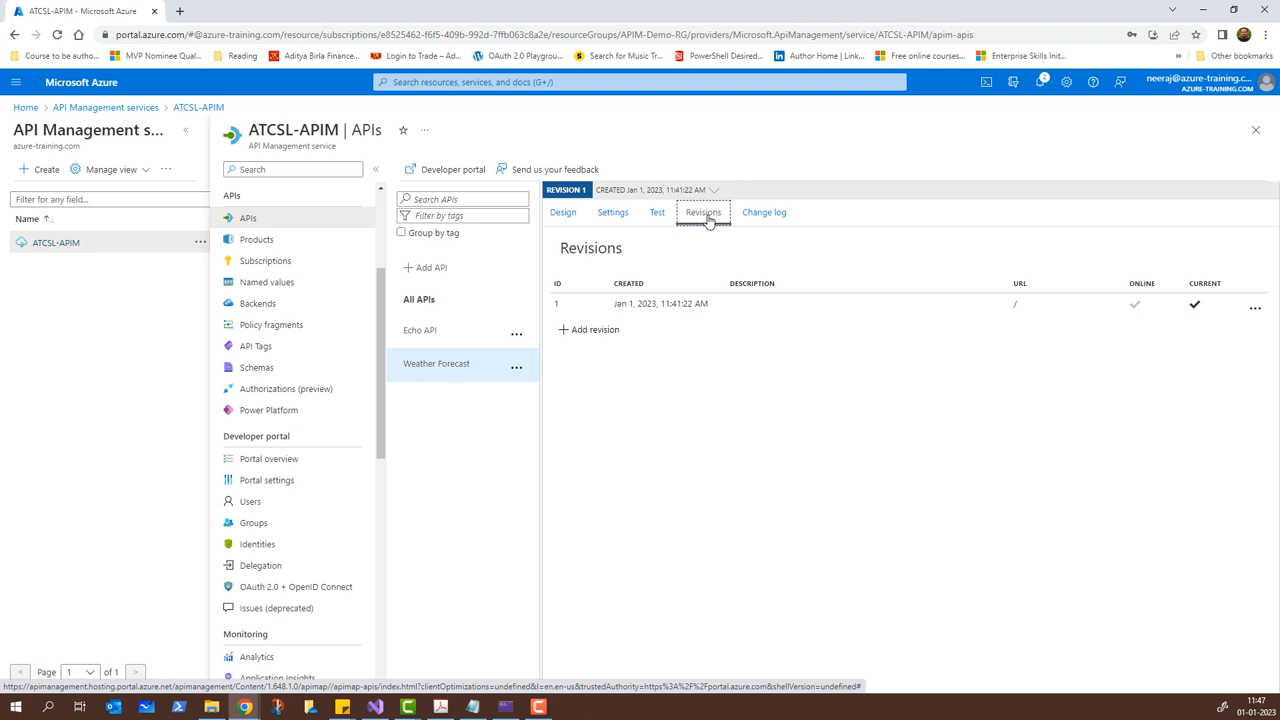 ATCSL-APIM - Microsoft Azure
portal.azure.com/#@azure-training.com/resource/subscriptions/e8525462-f6f5-409b-992d-7ffb063c8a2e/resourceGroups/APIM-Demo-RG/providers/Microsoft.ApiManagement/service/ATCSL-APIM/apim-apis
Course to be autho... MVP Nominee Qual... Reading Aditya Birla Finance... Login to Trade – Ad... OAuth 2.0 Playgrou... Search for Music Tr... PowerShell Desired... Author Home | Link... Free online courses... Enterprise Skills Init... » Other bookmarks
Microsoft Azure
Search resources, services, and docs (G+/)
2
neeraj@azure-training.c...
AZURE-TRAINING.COM
Home > API Management services > ATCSL-APIM
API Management s... «
azure-training.com
+ Create Manage view ...
Filter for any field...
Name ↑
ATCSL-APIM ...
ATCSL-APIM | APIs ☆ ...
API Management service
Search «
APIs
APIs
Products
Subscriptions
Named values
Backends
Policy fragments
API Tags
Schemas
Authorizations (preview)
Power Platform
Developer portal
Portal overview
Portal settings
Users
Groups
Identities
Delegation
OAuth 2.0 + OpenID Connect
Issues (deprecated)
Monitoring
Analytics
Application Insights
Developer portal Send us your feedback
Search APIs
Filter by tags
Group by tag
+ Add API
All APIs
Echo API ...
Weather Forecast ...
REVISION 1 CREATED Jan 1, 2023, 11:41:22 AM
Design Settings Test Revisions Change log
Revisions
ID CREATED DESCRIPTION URL ONLINE CURRENT
1 Jan 1, 2023, 11:41:22 AM / ...
+ Add revision
< Page 1 of 1 >
https://apimanagement.hosting.portal.azure.net/apimanagement/Content/1.648.1.0/apimap//apimap-apis/index.html?clientOptimizations=undefined&l=en.en-us&trustedAuthority=https%3A%2F%2Fportal.azure.com&shellVersion=undefined#
11:47
01-01-2023